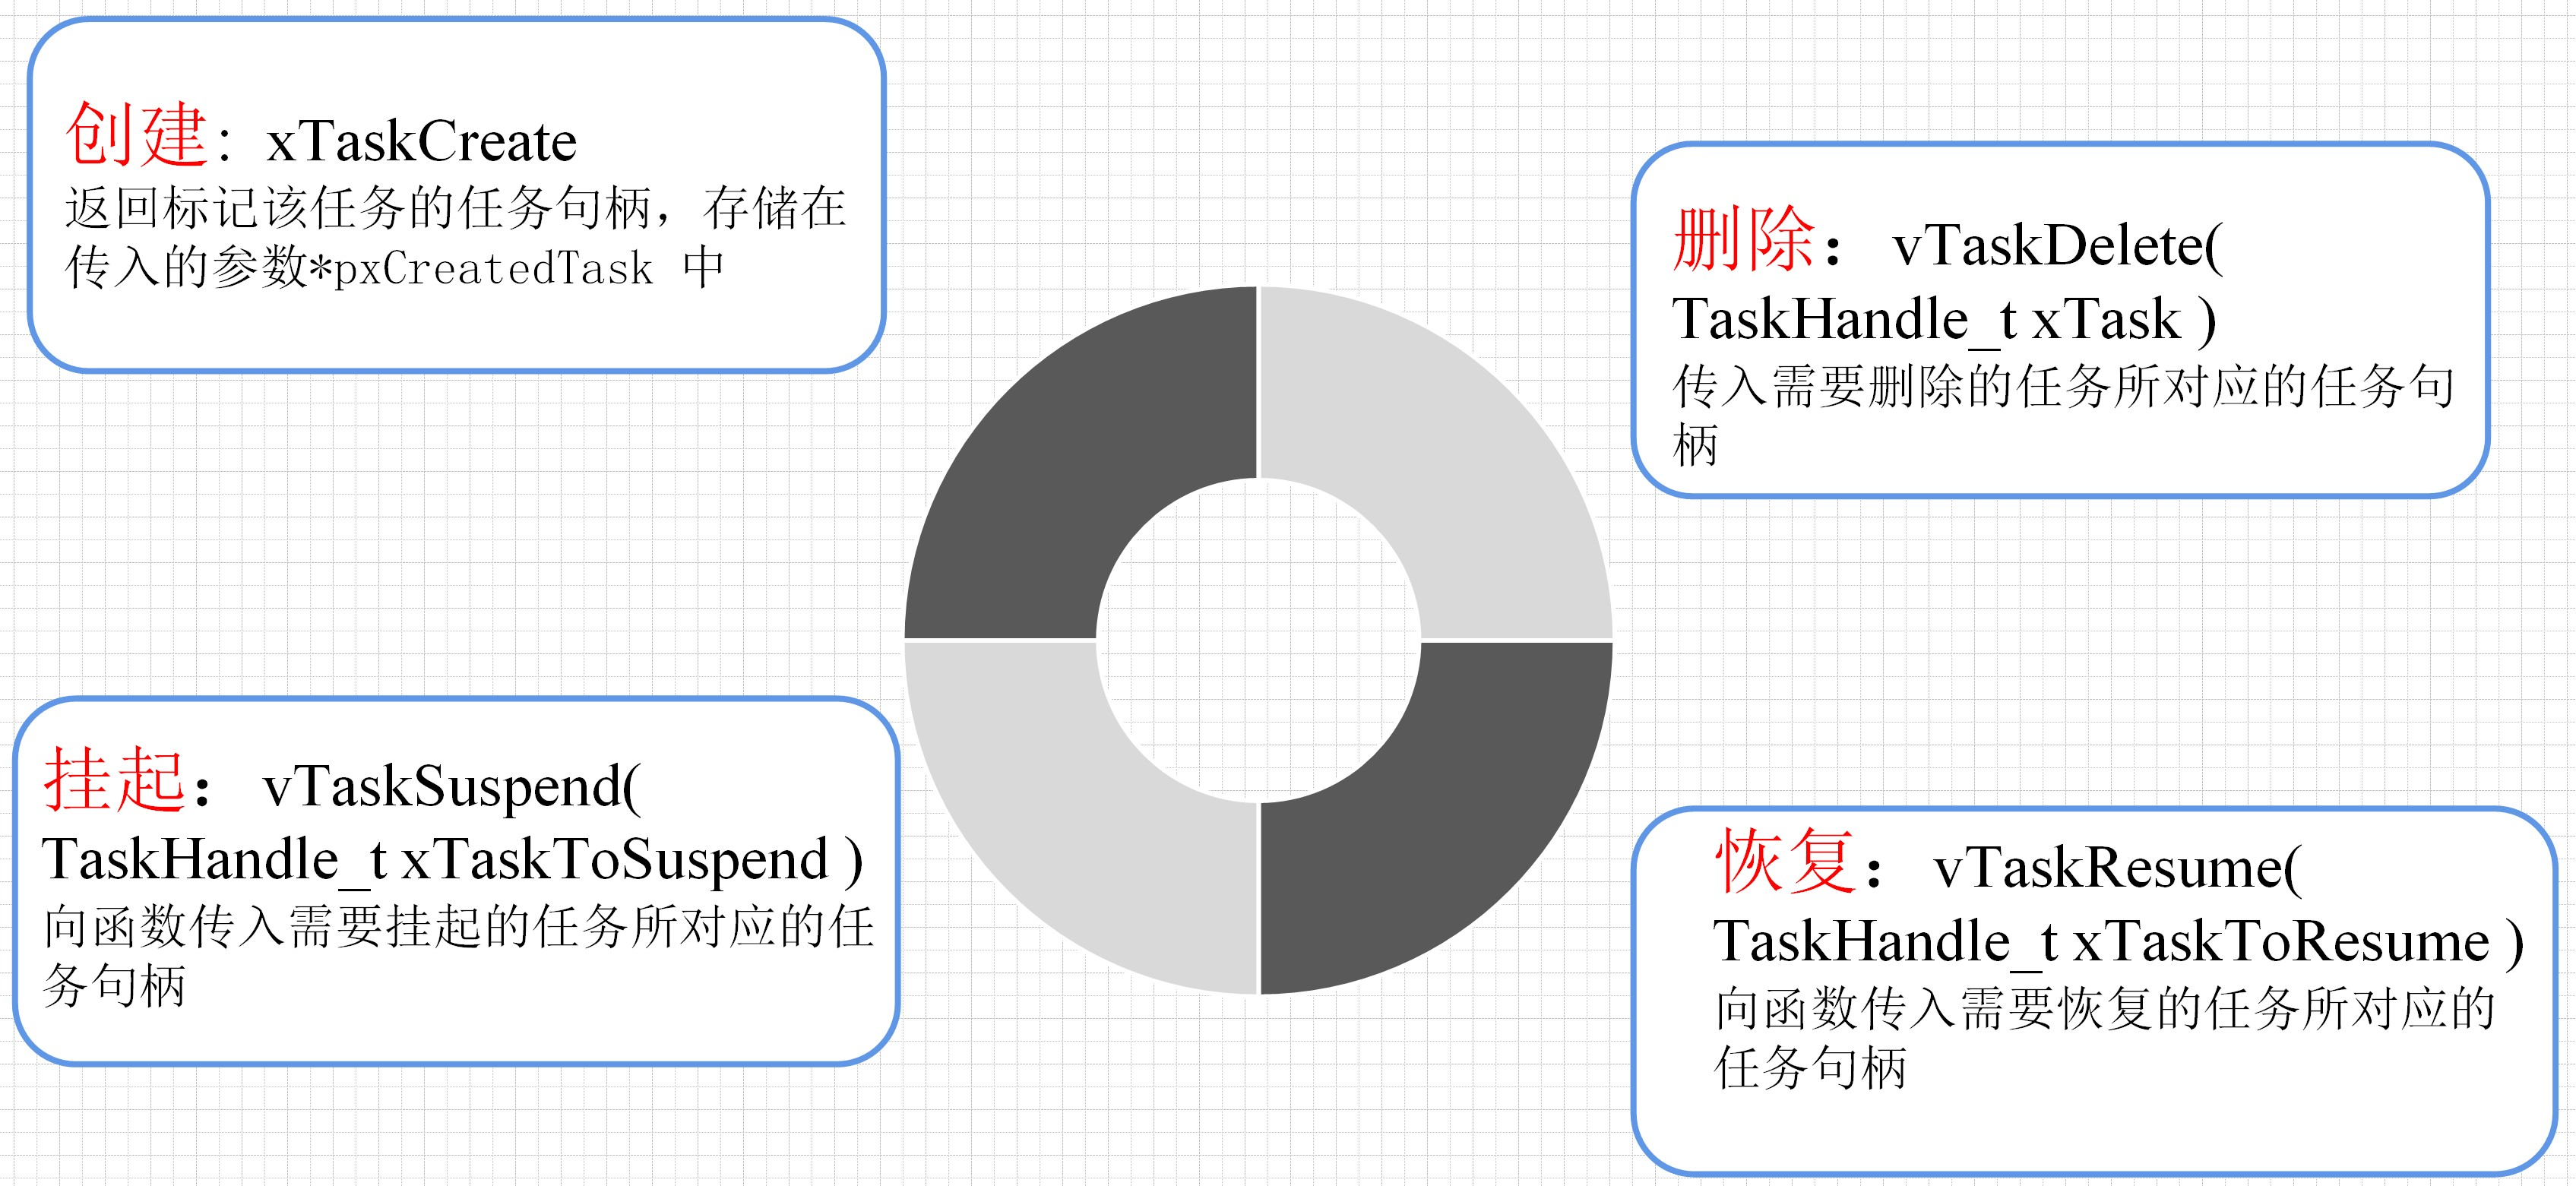 创建: xTaskCreate
返回标记该任务的任务句柄，存储在
传入的参数*pxCreatedTask 中
删除： vTaskDelete(
TaskHandle_t xTask )
传入需要删除的任务所对应的任务句
柄
挂起： vTaskSuspend(
TaskHandle_t xTaskToSuspend )
向函数传入需要挂起的任务所对应的任
务句柄
恢复： vTaskResume(
TaskHandle_t xTaskToResume )
向函数传入需要恢复的任务所对应的
任务句柄